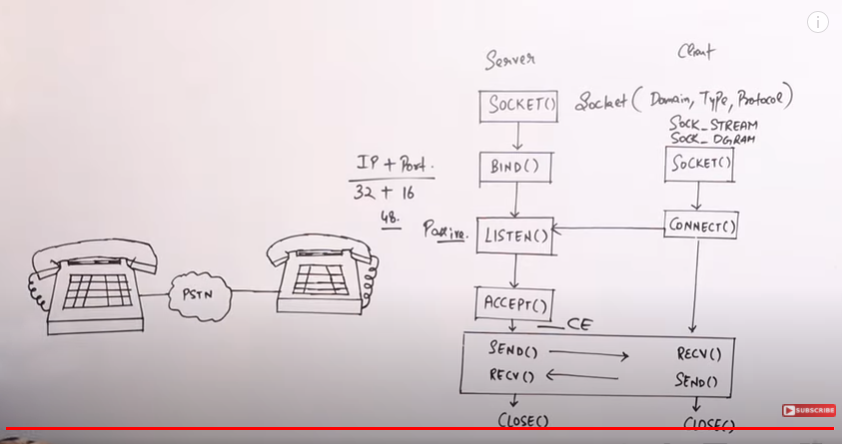 Server
Client
SOCKET()
Socket( Domain, Type, Protocol)
SOCK_STREAM
SOCK_DGRAM
SOCKET()
IP + Port.
32 + 16
48.
BIND()
Passive.
LISTEN()
CONNECT()
PSTN
ACCEPT()
CE
SEND()
RECV()
RECV()
SEND()
CLOSE()
CLOSE()
SUBSCRIBE
i